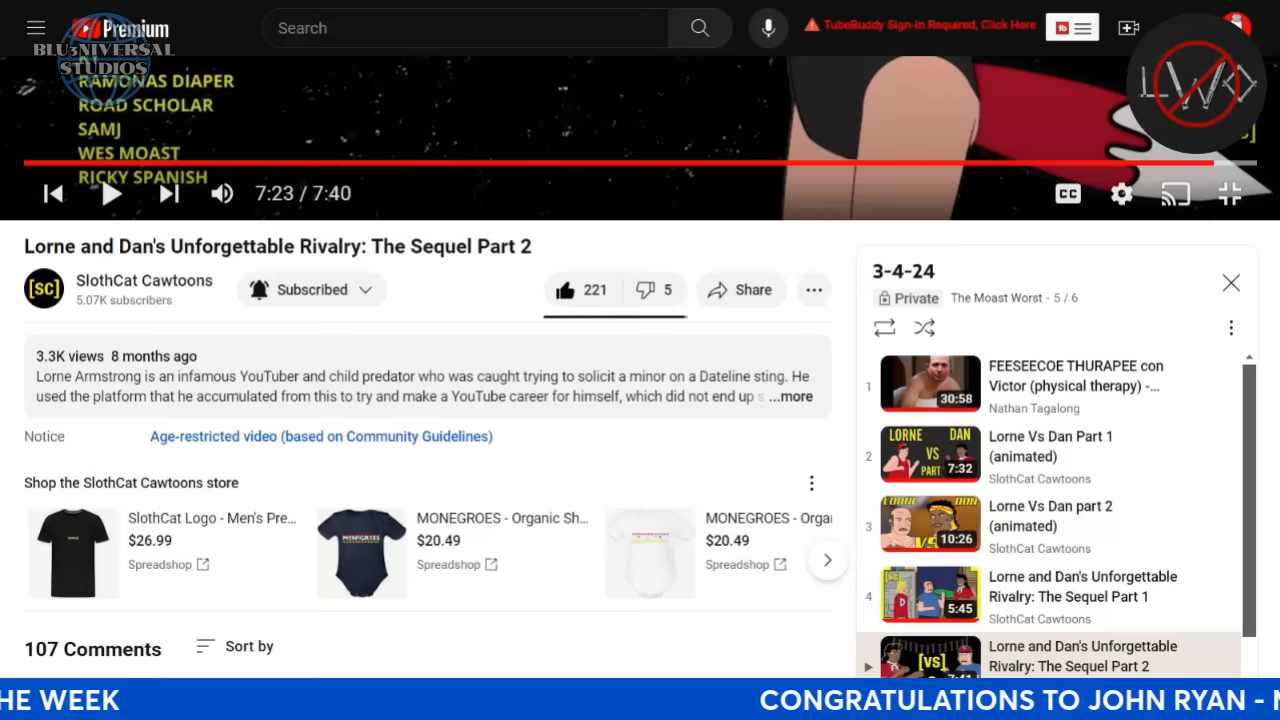 Premium
Search
TubeBuddy Sign-in Required, Click Here
BLU3NIVERSAL
STUDIOS
LWD
RAMONAS DIAPER
ROAD SCHOLAR
SAMJ
WES MOAST
RICKY SPANISH
7:23 / 7:40
CC
Lorne and Dan's Unforgettable Rivalry: The Sequel Part 2
[SC]
SlothCat Cawtoons
5.07K subscribers
Subscribed
221
5
Share
3.3K views 8 months ago
Lorne Armstrong is an infamous YouTuber and child predator who was caught trying to solicit a minor on a Dateline sting. He
used the platform that he accumulated from this to try and make a YouTube career for himself, which did not end up s ...more
Notice
Age-restricted video (based on Community Guidelines)
Shop the SlothCat Cawtoons store
SlothCat Logo - Men's Pre...
$26.99
Spreadshop
MONEGROES - Organic Sh...
$20.49
Spreadshop
MONEGROES - Orga
$20.49
Spreadshop
107 Comments
Sort by
3-4-24
Private
The Moast Worst - 5 / 6
1
30:58
FEESEECOE THURAPEE con
Victor (physical therapy) -...
Nathan Tagalong
2
LORNE
VS
DAN
PART
7:32
Lorne Vs Dan Part 1
(animated)
SlothCat Cawtoons
3
LORNE
DAN
10:26
Lorne Vs Dan part 2
(animated)
SlothCat Cawtoons
4
5:45
Lorne and Dan's Unforgettable
Rivalry: The Sequel Part 1
SlothCat Cawtoons
[VS]
Lorne and Dan's Unforgettable
Rivalry: The Sequel Part 2
HE WEEK
CONGRATULATIONS TO JOHN RYAN -